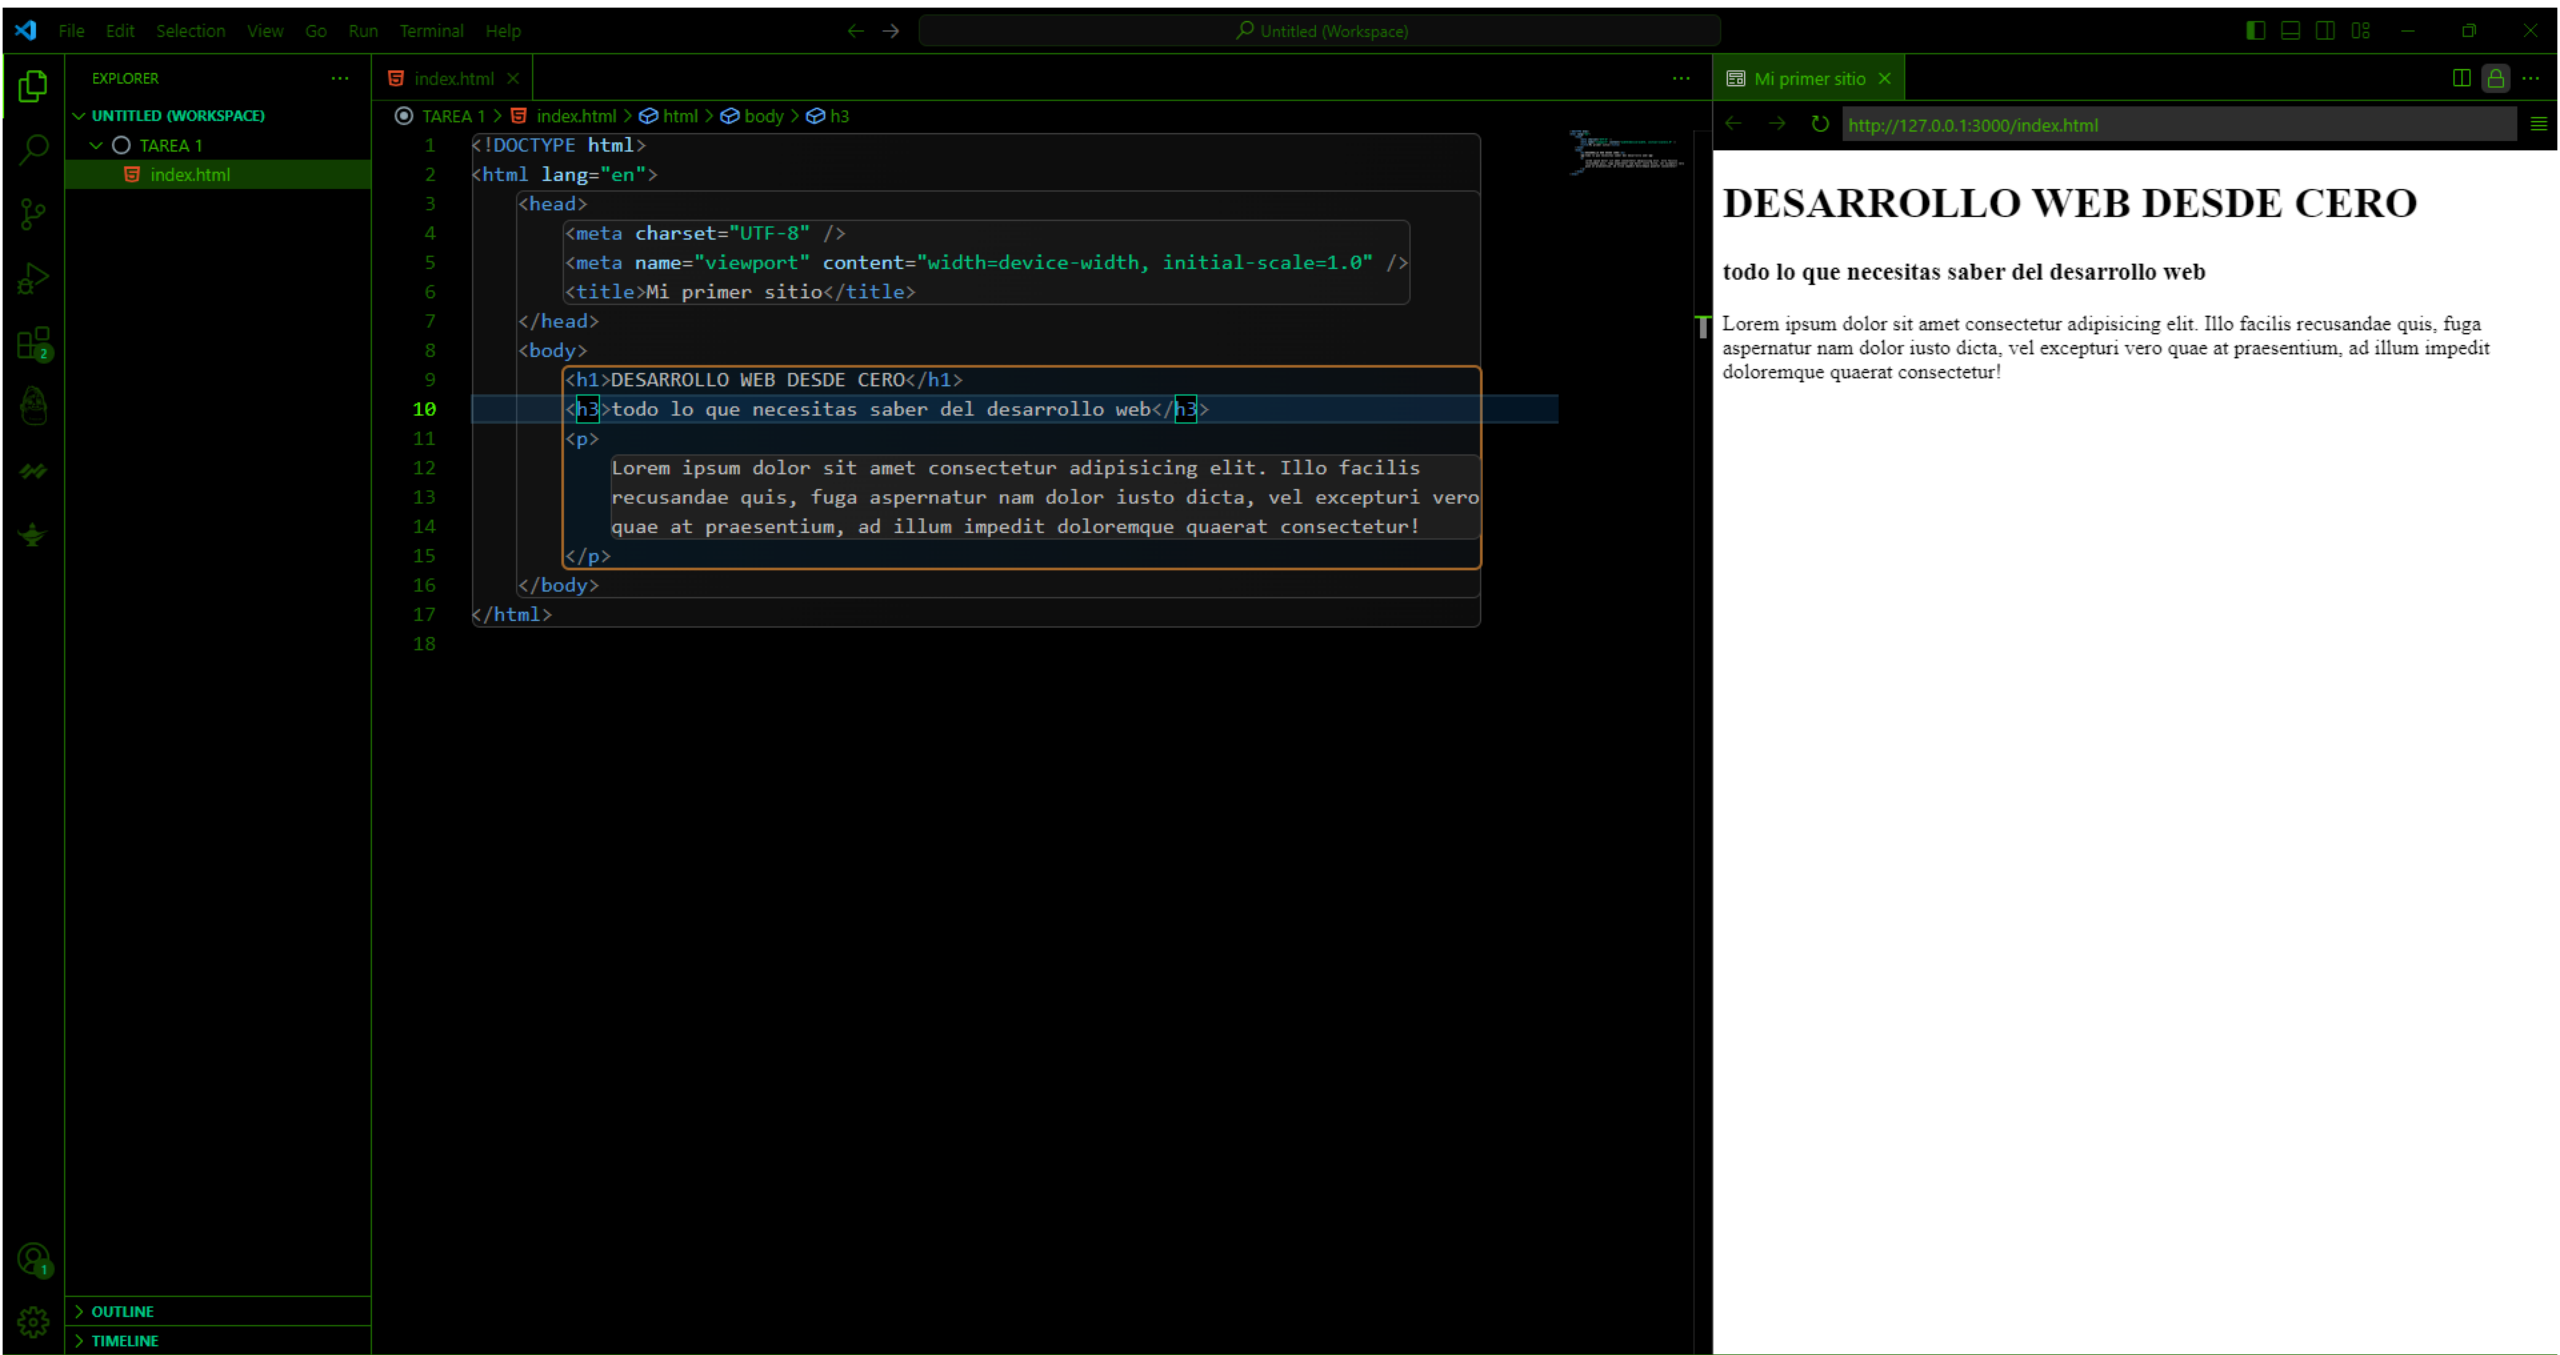 File Edit Selection View Go Run Terminal Help
Untitled (Workspace)
EXPLORER
UNTITLED (WORKSPACE)
TAREA 1
index.html
OUTLINE
TIMELINE
2
1
index.html
TAREA 1 > index.html > html > body > h3
1 <!DOCTYPE html>
2 <html lang="en">
3 <head>
4 <meta charset="UTF-8" />
5 <meta name="viewport" content="width=device-width, initial-scale=1.0" />
6 <title>Mi primer sitio</title>
7 </head>
8 <body>
9 <h1>DESARROLLO WEB DESDE CERO</h1>
10 <h3>todo lo que necesitas saber del desarrollo web</h3>
11 <p>
12 Lorem ipsum dolor sit amet consectetur adipisicing elit. Illo facilis
13 recusandae quis, fuga aspernatur nam dolor iusto dicta, vel excepturi vero
14 quae at praesentium, ad illum impedit doloremque quaerat consectetur!
15 </p>
16 </body>
17 </html>
18
Mi primer sitio
http://127.0.0.1:3000/index.html
DESARROLLO WEB DESDE CERO
todo lo que necesitas saber del desarrollo web
Lorem ipsum dolor sit amet consectetur adipisicing elit. Illo facilis recusandae quis, fuga
aspernatur nam dolor iusto dicta, vel excepturi vero quae at praesentium, ad illum impedit
doloremque quaerat consectetur!